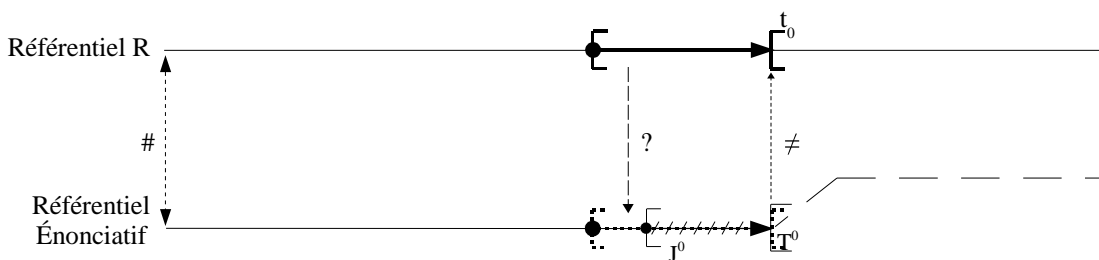 t0
Référentiel R
# ? ≠
Référentiel
Énonciatif
J0 T0